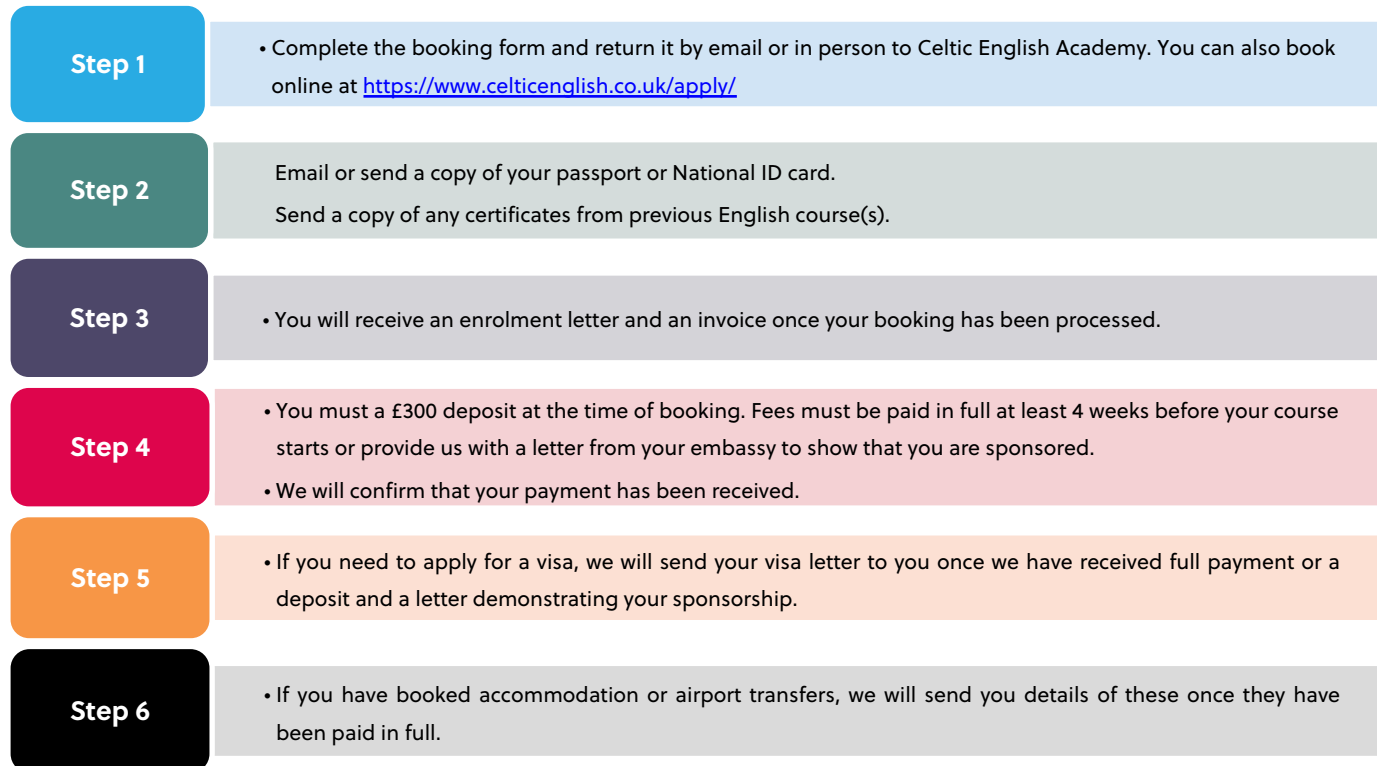 Step 1
• Complete the booking form and return it by email or in person to Celtic English Academy. You can also book
online at https://www.celticenglish.co.uk/apply/
Step 2
Email or send a copy of your passport or National ID card.
Send a copy of any certificates from previous English course(s).
Step 3
• You will receive an enrolment letter and an invoice once your booking has been processed.
Step 4
• You must a £300 deposit at the time of booking. Fees must be paid in full at least 4 weeks before your course
starts or provide us with a letter from your embassy to show that you are sponsored.
• We will confirm that your payment has been received.
Step 5
• If you need to apply for a visa, we will send your visa letter to you once we have received full payment or a
deposit and a letter demonstrating your sponsorship.
Step 6
• If you have booked accommodation or airport transfers, we will send you details of these once they have
been paid in full.